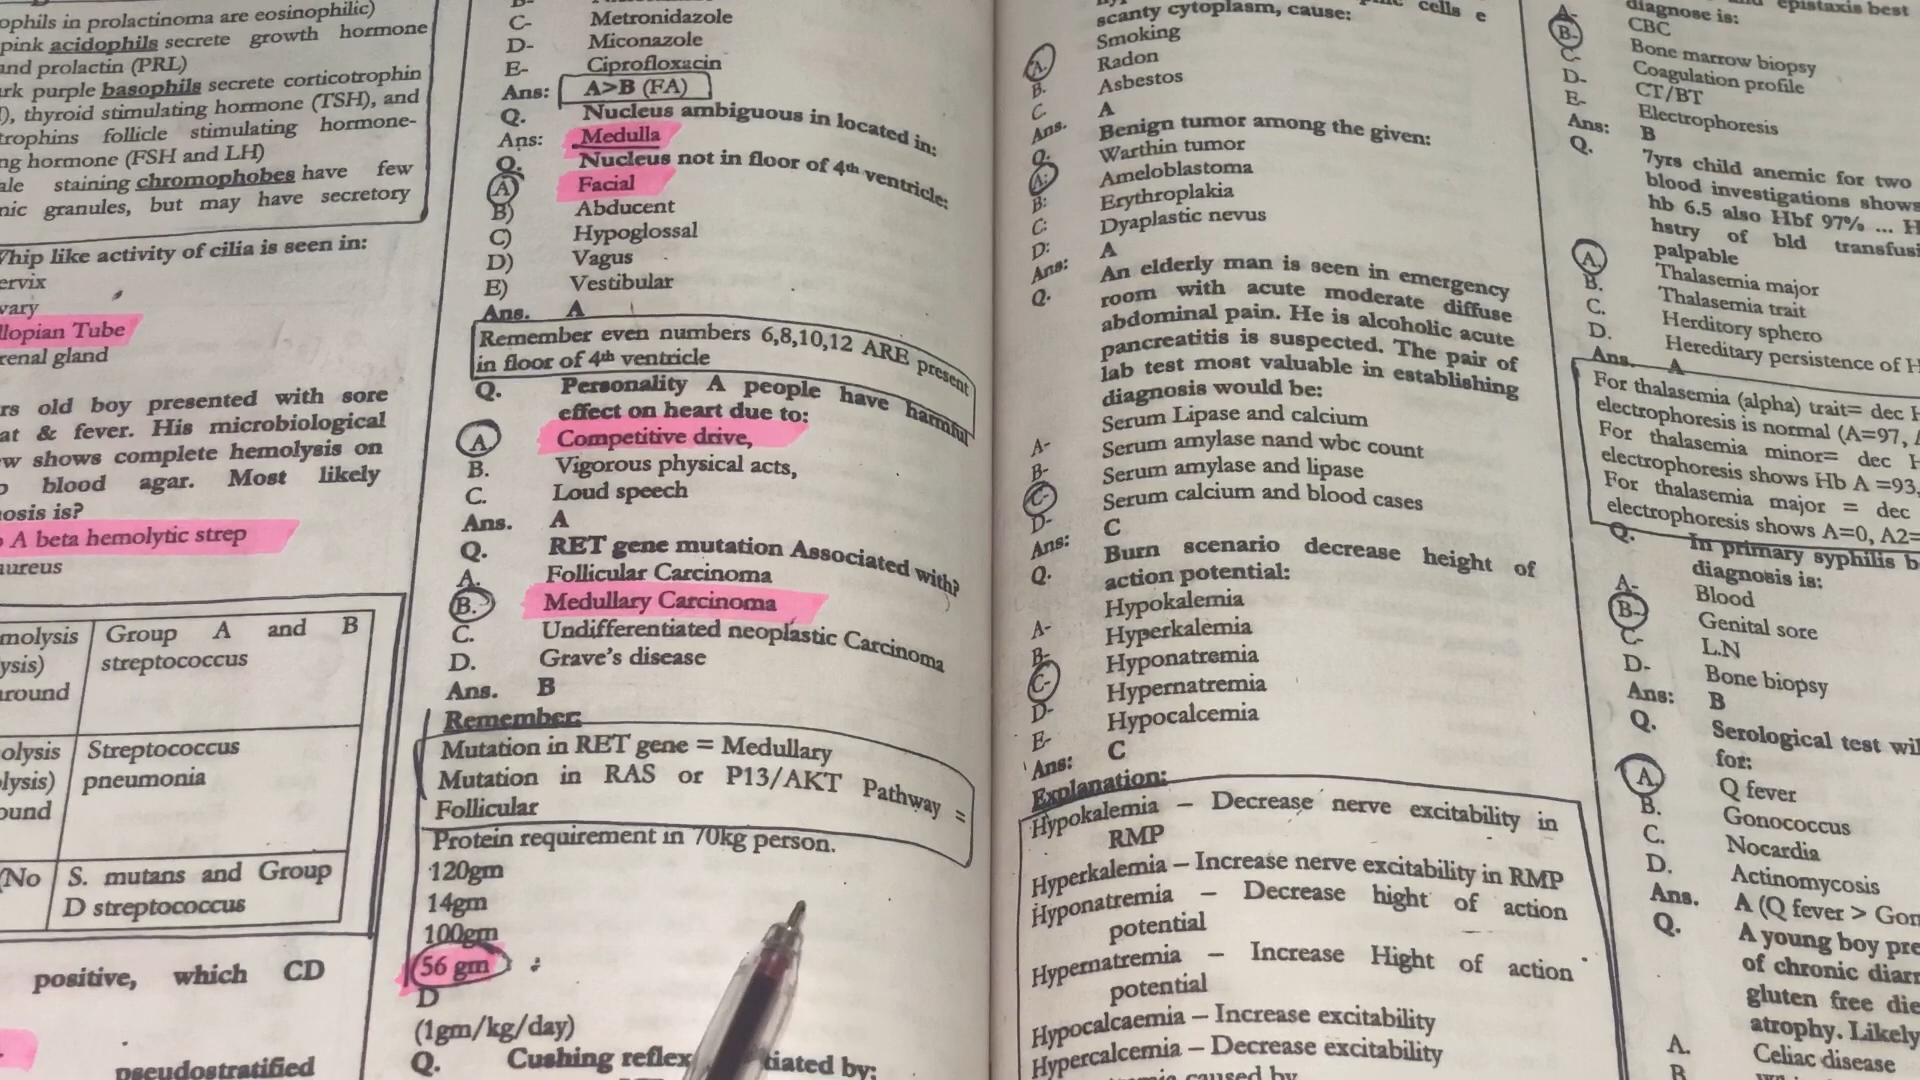 ophils in prolactinoma are eosinophilic)
pink acidophils secrete growth hormone
and prolactin (PRL)
rk purple basophils secrete corticotrophin
), thyroid stimulating hormone (TSH), and
trophins follicle stimulating hormone-
ng hormone (FSH and LH)
ale staining chromophobes have few
nic granules, but may have secretory
Whip like activity of cilia is seen in:
ervix
vary
llopian Tube
renal gland
rs old boy presented with sore
at & fever. His microbiological
ew shows complete hemolysis on
blood agar. Most likely
osis is?
A beta hemolytic strep
aureus
molysis Group A and B
ysis) streptococcus
around
olysis Streptococcus
lysis) pneumonia
ound
(No S. mutans and Group
D streptococcus
positive, which CD
pseudostratified
C- Metronidazole
D- Miconazole
E- Ciprofloxacin
Ans: A>B (FA)
Q. Nucleus ambiguous in located in:
Ans: Medulla
Q. Nucleus not in floor of 4th ventricle:
A) Facial
B) Abducent
C) Hypoglossal
D) Vagus
E) Vestibular
Ans. A
Remember even numbers 6,8,10,12 ARE present
in floor of 4th ventricle
Q. Personality A people have harmful
effect on heart due to:
A. Competitive drive,
B. Vigorous physical acts,
C. Loud speech
Ans. A
Q. RET gene mutation Associated with?
A. Follicular Carcinoma
B. Medullary Carcinoma
C. Undifferentiated neoplastic Carcinoma
D. Grave's disease
Ans. B
Remember:
Mutation in RET gene = Medullary
Mutation in RAS or P13/AKT Pathway =
Follicular
Protein requirement in 70kg person.
120gm
14gm
100gm
56 gm
D
(1gm/kg/day)
Q. Cushing reflex tiated by:
cells e
scanty cytoplasm, cause:
A. Smoking
B. Radon
C. Asbestos
Ans. A
Q. Benign tumor among the given:
A: Warthin tumor
B: Ameloblastoma
C: Erythroplakia
D: Dyaplastic nevus
Ans: A
Q. An elderly man is seen in emergency
room with acute moderate diffuse
abdominal pain. He is alcoholic acute
pancreatitis is suspected. The pair of
lab test most valuable in establishing
diagnosis would be:
A- Serum Lipase and calcium
B- Serum amylase nand wbc count
C- Serum amylase and lipase
D- Serum calcium and blood cases
Ans: C
Q. Burn scenario decrease height of
action potential:
A- Hypokalemia
B- Hyperkalemia
C- Hyponatremia
D- Hypernatremia
E- Hypocalcemia
Ans: C
Explanation:
Hypokalemia – Decrease nerve excitability in
RMP
Hyperkalemia – Increase nerve excitability in RMP
Hyponatremia – Decrease hight of action
potential
Hypernatremia – Increase Hight of action
potential
Hypocalcaemia – Increase excitability
Hypercalcemia – Decrease excitability
caused by
epistaxis best
diagnose is:
A- CBC
B- Bone marrow biopsy
C- Coagulation profile
D- CT/BT
E- Electrophoresis
Ans: B
Q. 7yrs child anemic for two
blood investigations shows
hb 6.5 also Hbf 97% ... H
hstry of bld transfusi
palpable
A. Thalasemia major
B. Thalasemia trait
C. Herditory sphero
D. Hereditary persistence of H
Ans. A
For thalasemia (alpha) trait= dec H
electrophoresis is normal (A=97, A
For thalasemia minor= dec H
electrophoresis shows Hb A =93,
For thalasemia major = dec
electrophoresis shows A=0, A2=
Q. In primary syphilis b
diagnosis is:
A- Blood
B- Genital sore
C- L.N
D- Bone biopsy
Ans: B
Q. Serological test wil
for:
A. Q fever
B. Gonococcus
C. Nocardia
D. Actinomycosis
Ans. A (Q fever > Gon
Q. A young boy pre
of chronic diarr
gluten free die
atrophy. Likely
A. Celiac disease
B